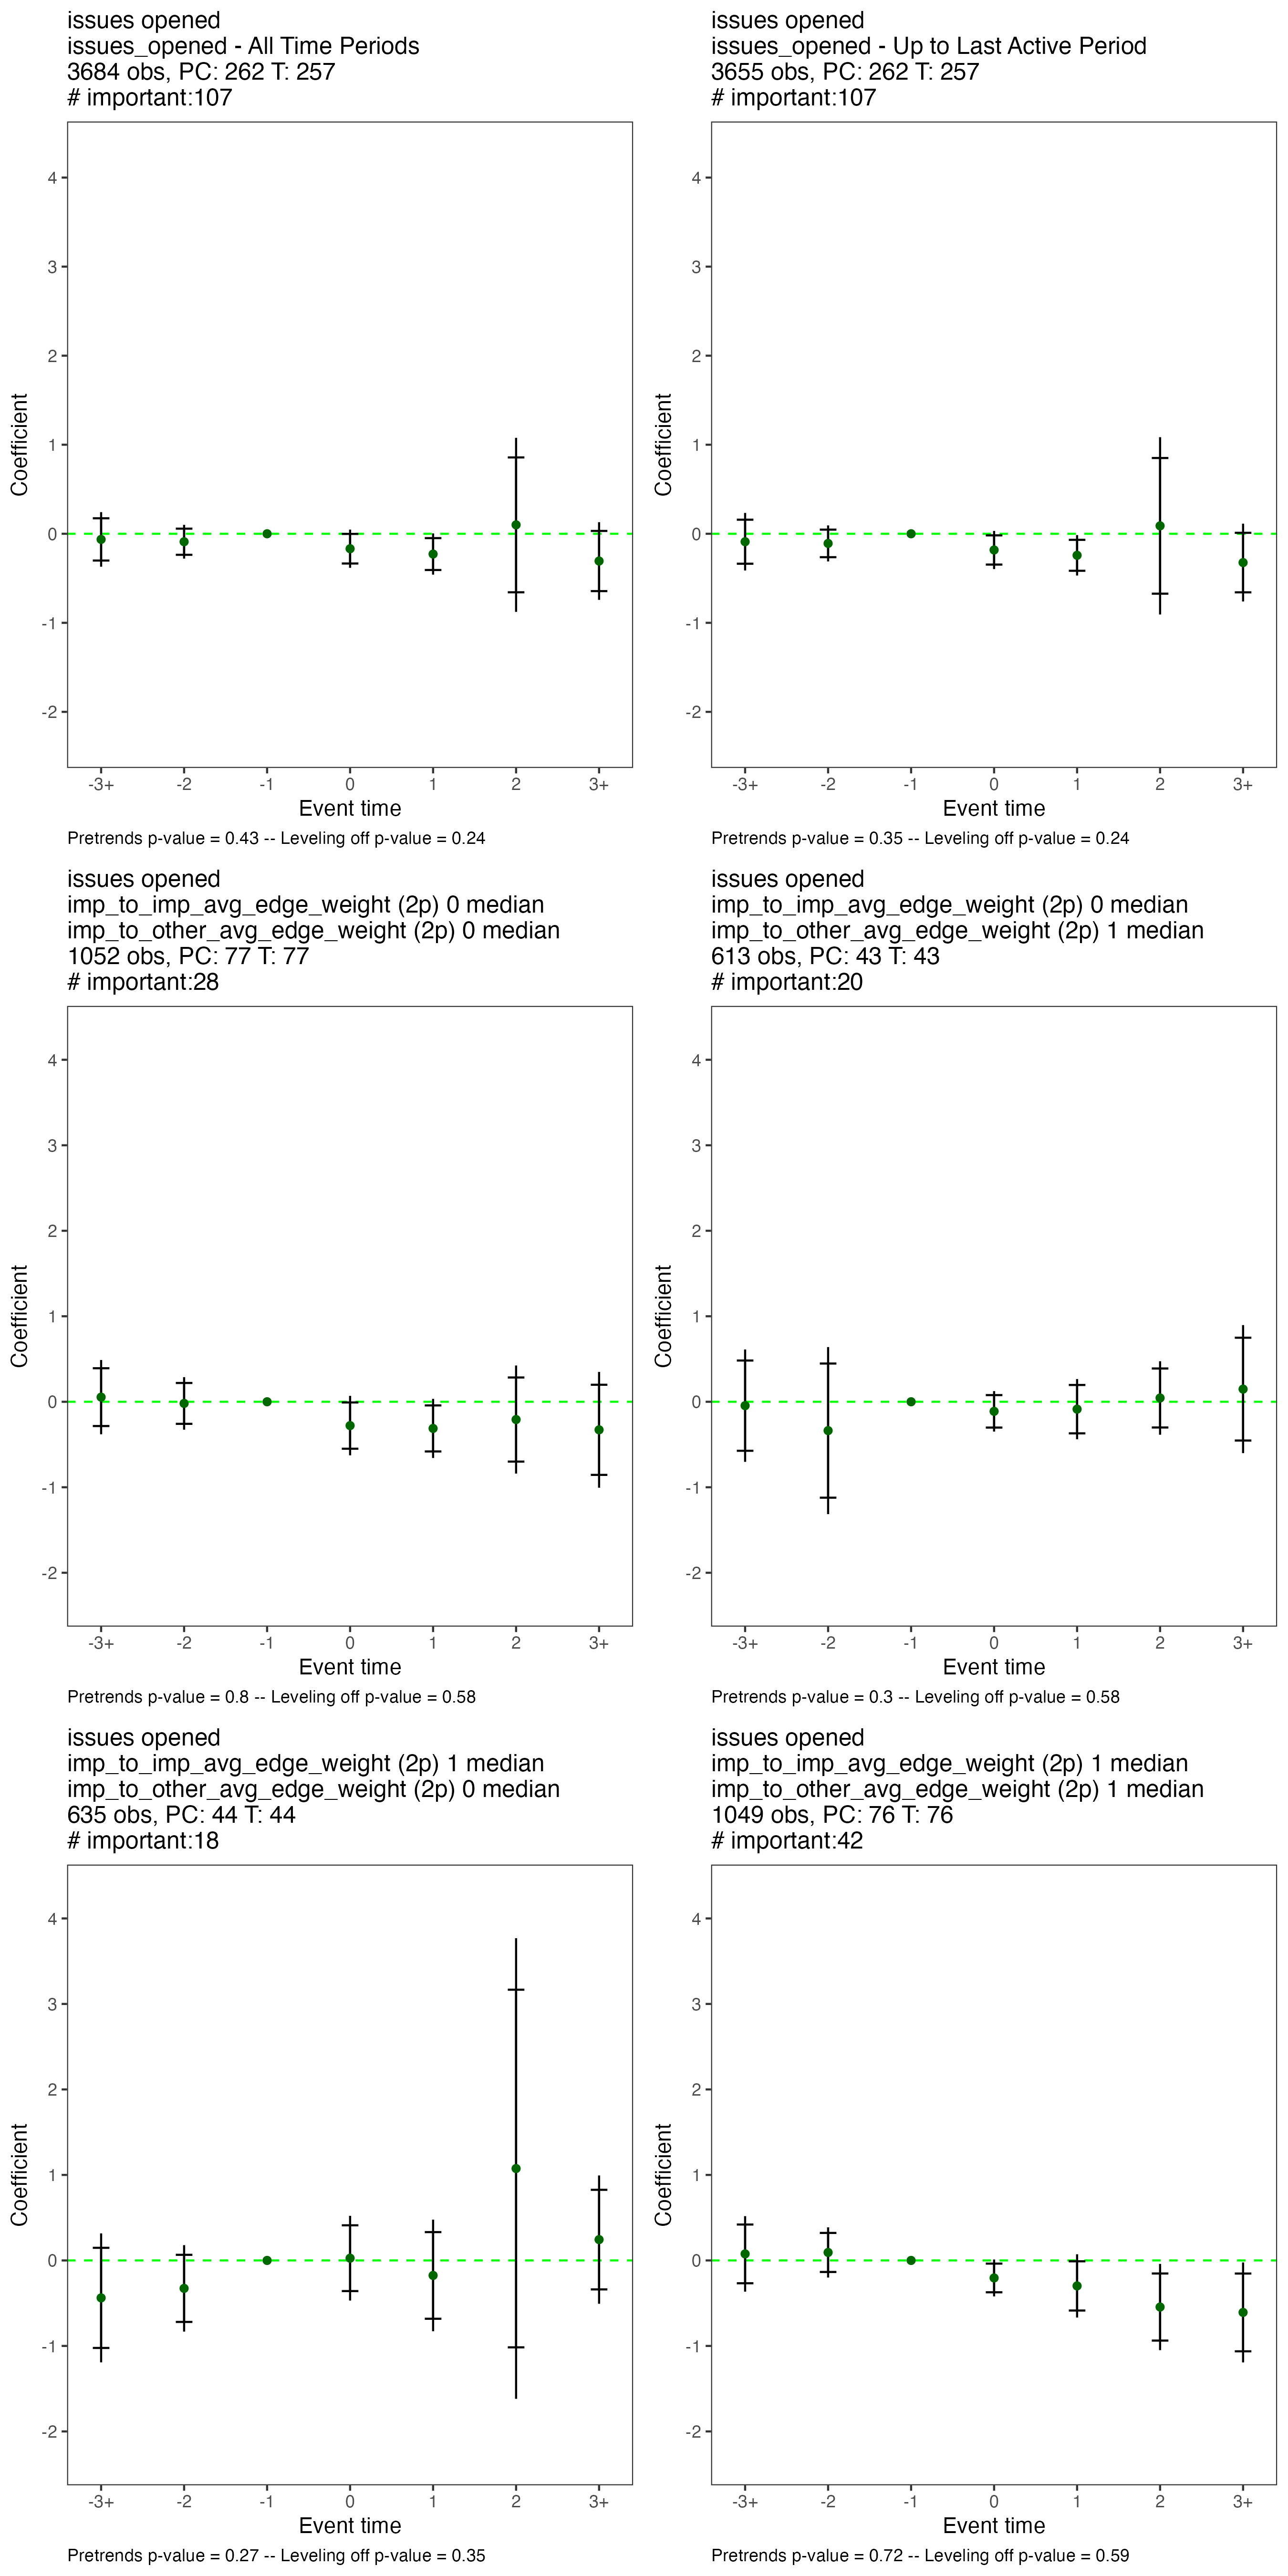 issues opened
issues_opened - All Time Periods
3684 obs, PC: 262 T: 257
# important:107
4
3
2
1
0
-1
-2
Coefficient
-3+ -2 -1 0 1 2 3+
Event time
Pretrends p-value = 0.43 -- Leveling off p-value = 0.24
issues opened
issues_opened - Up to Last Active Period
3655 obs, PC: 262 T: 257
# important:107
4
3
2
1
0
-1
-2
Coefficient
-3+ -2 -1 0 1 2 3+
Event time
Pretrends p-value = 0.35 -- Leveling off p-value = 0.24
issues opened
imp_to_imp_avg_edge_weight (2p) 0 median
imp_to_other_avg_edge_weight (2p) 0 median
1052 obs, PC: 77 T: 77
# important:28
4
3
2
1
0
-1
-2
Coefficient
-3+ -2 -1 0 1 2 3+
Event time
Pretrends p-value = 0.8 -- Leveling off p-value = 0.58
issues opened
imp_to_imp_avg_edge_weight (2p) 0 median
imp_to_other_avg_edge_weight (2p) 1 median
613 obs, PC: 43 T: 43
# important:20
4
3
2
1
0
-1
-2
Coefficient
-3+ -2 -1 0 1 2 3+
Event time
Pretrends p-value = 0.3 -- Leveling off p-value = 0.58
issues opened
imp_to_imp_avg_edge_weight (2p) 1 median
imp_to_other_avg_edge_weight (2p) 0 median
635 obs, PC: 44 T: 44
# important:18
4
3
2
1
0
-1
-2
Coefficient
-3+ -2 -1 0 1 2 3+
Event time
Pretrends p-value = 0.27 -- Leveling off p-value = 0.35
issues opened
imp_to_imp_avg_edge_weight (2p) 1 median
imp_to_other_avg_edge_weight (2p) 1 median
1049 obs, PC: 76 T: 76
# important:42
4
3
2
1
0
-1
-2
Coefficient
-3+ -2 -1 0 1 2 3+
Event time
Pretrends p-value = 0.72 -- Leveling off p-value = 0.59